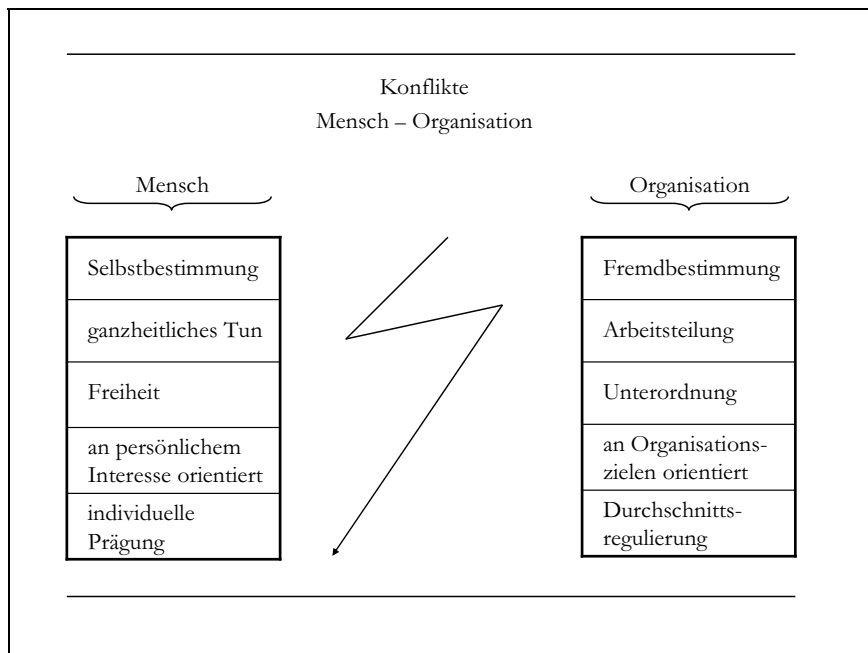 Konflikte
Mensch – Organisation
Mensch
Organisation
Selbstbestimmung
ganzheitliches Tun
Freiheit
an persönlichem
Interesse orientiert
individuelle
Prägung
Fremdbestimmung
Arbeitsteilung
Unterordnung
an Organisations-
zielen orientiert
Durchschnitts-
regulierung